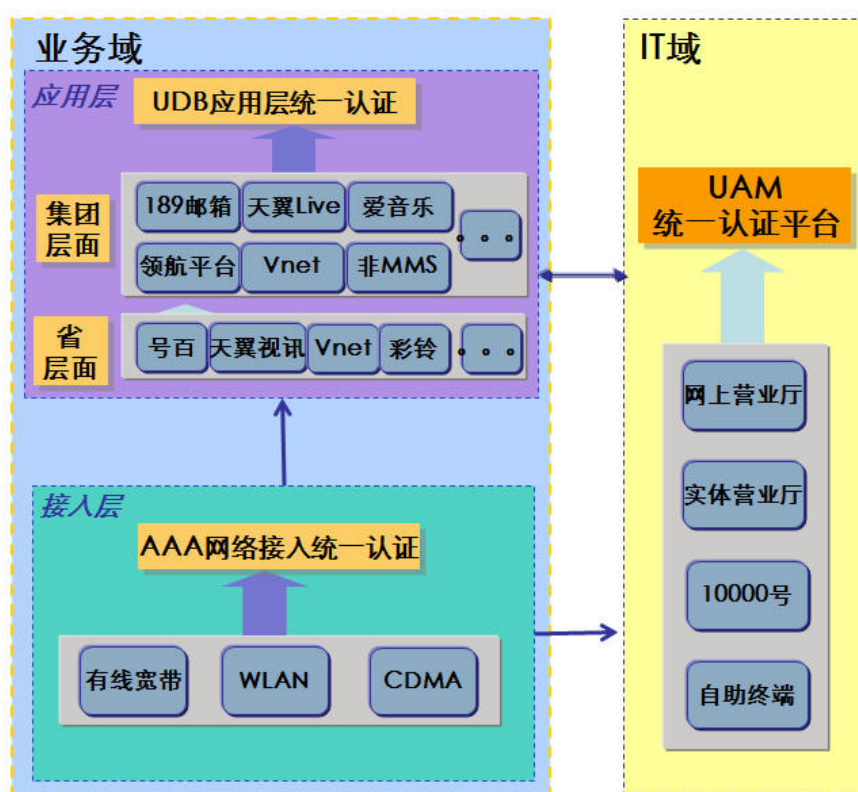 业务域
应用层
UDB应用层统一认证
集团
层面
189邮箱
天翼Live
爱音乐
。。。
领航平台
Vnet
非MMS
省
层面
号百
天翼视讯
Vnet
彩铃
。。。
接入层
AAA网络接入统一认证
有线宽带
WLAN
CDMA
IT域
UAM
统一认证平台
网上营业厅
实体营业厅
10000号
自助终端